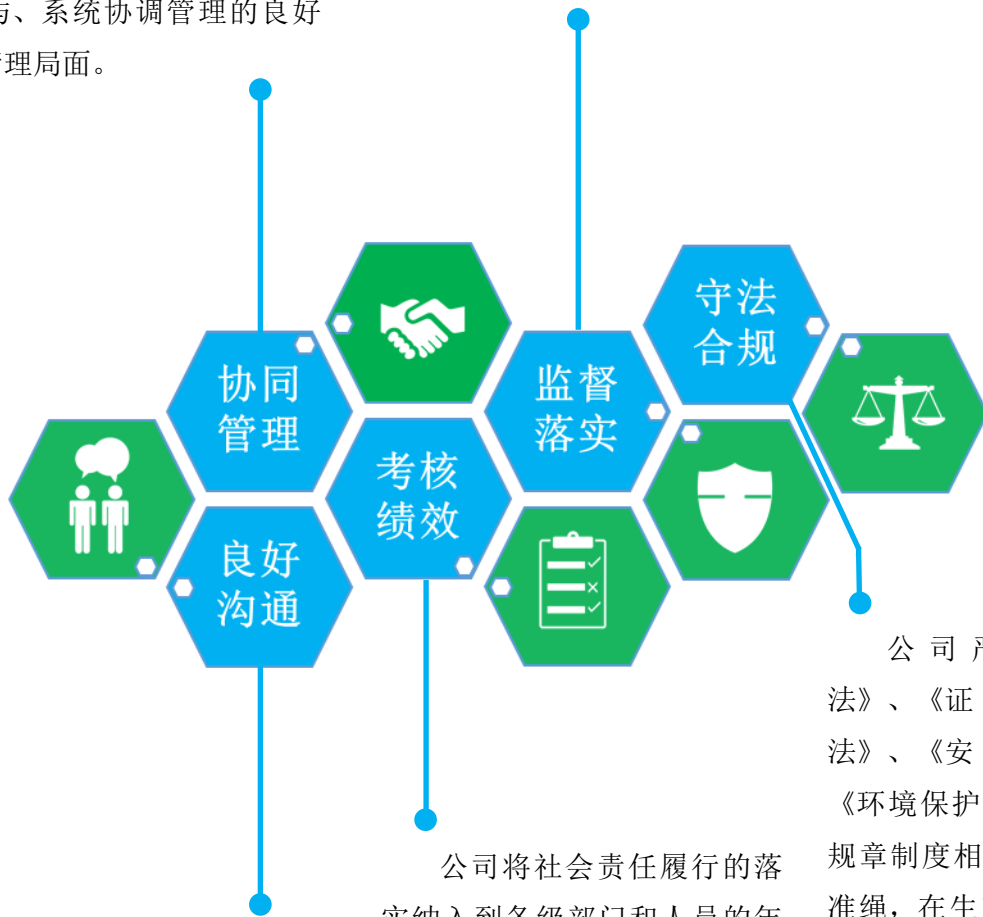 、系统协调管理的良好
理局面。
守法
合规
协同
管理
监督
落实
考核
绩效
良好
沟通
公司严
法》、《证
法》、《安
《环境保护
规章制度相
准绳，在生
公司将社会责任履行的落
实纳入到各级部门和人员的年